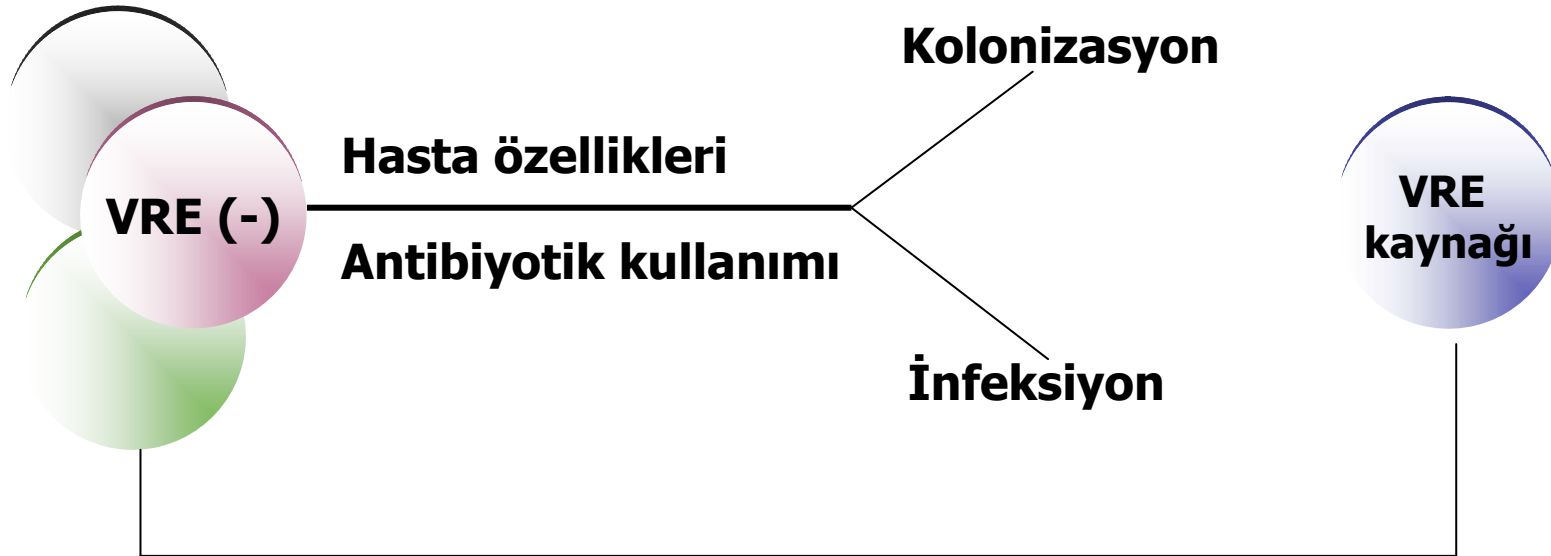 Kolonizasyon
Hasta özellikleri
VRE (-)
Antibiyotik kullanımı
İnfeksiyon
VRE
kaynağı